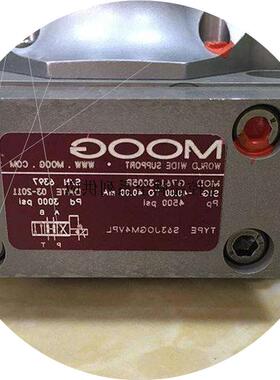 MOOG
WORLD WIDE SUPPORT • WWW.MOOG.COM
MOD G761-3005B S/N 6397
SIG -40.00 TO 40.00 mA DATE 03-2011
Pp 4500 psi Pd 3000 psi
TYPE S63JOGM4VPL
A B
P T